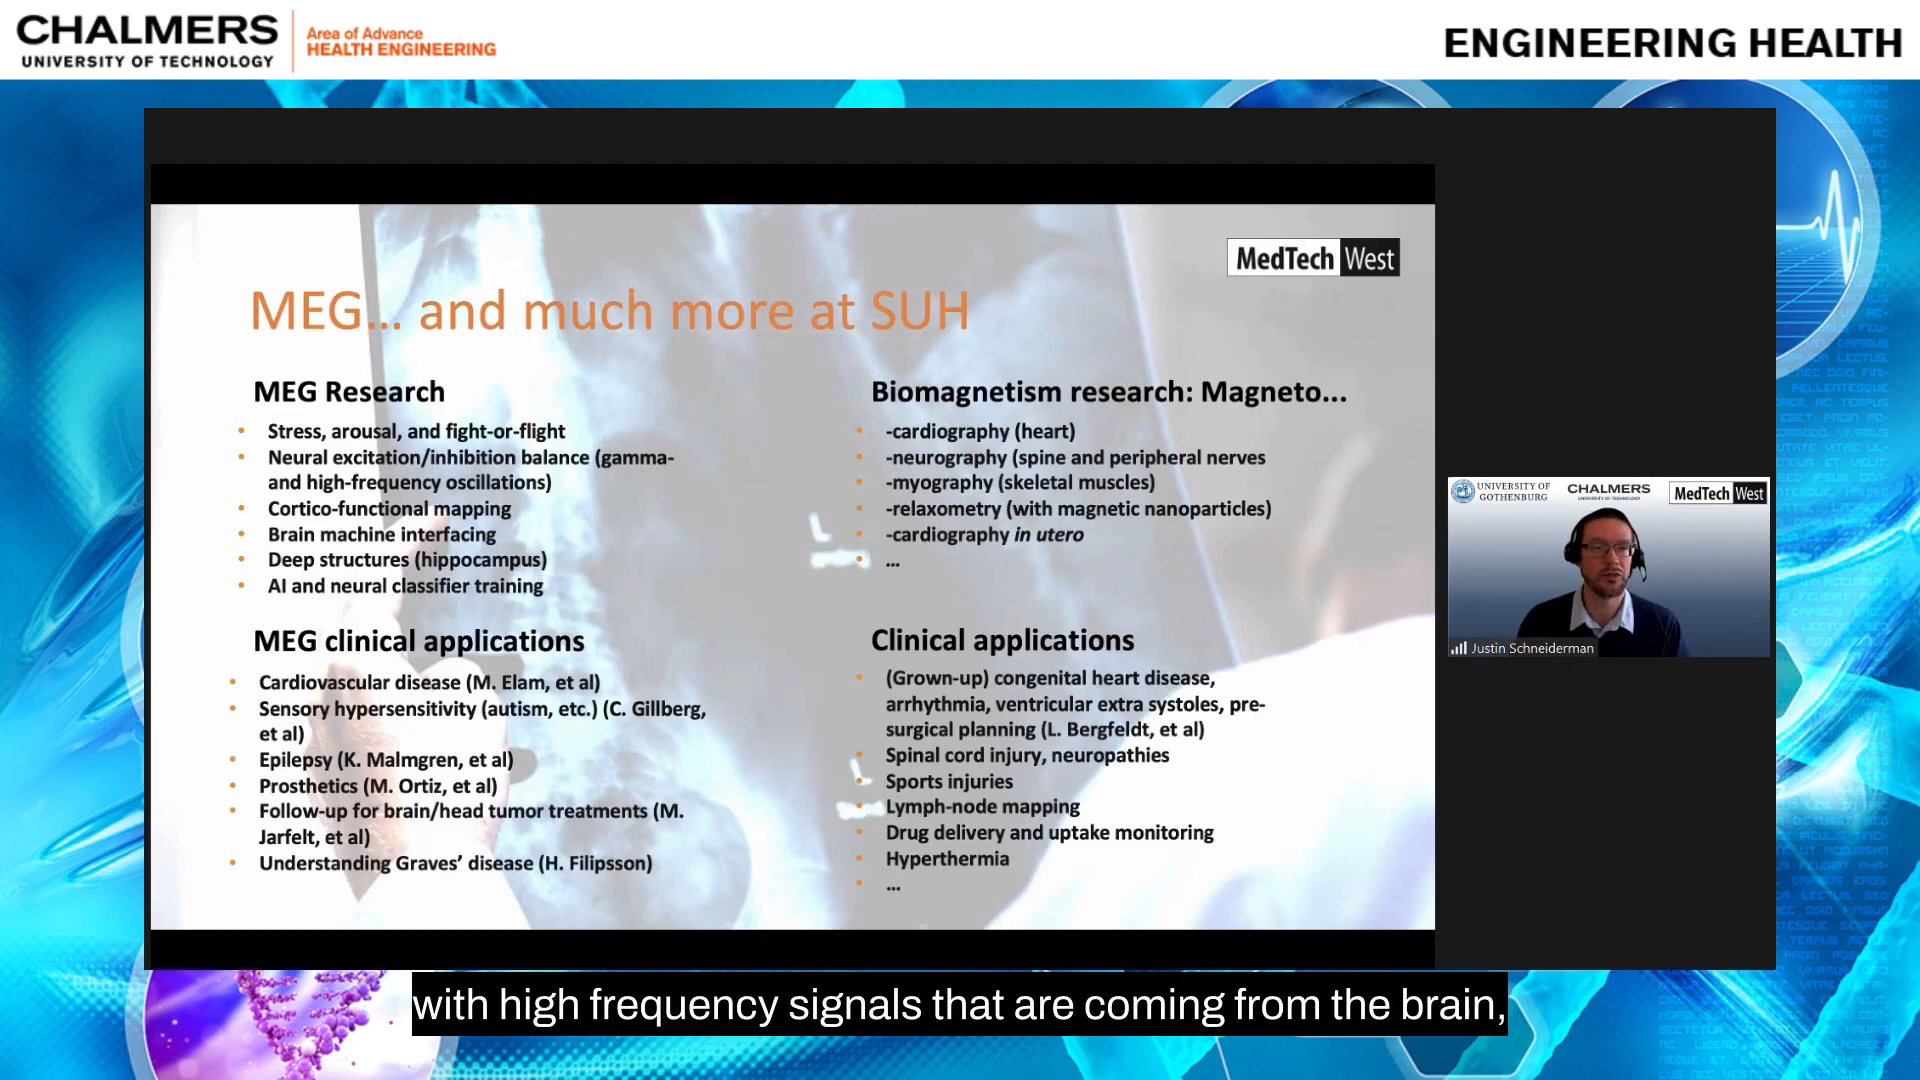 CHALMERS
UNIVERSITY OF TECHNOLOGY
Area of Advance
HEALTH ENGINEERING
ENGINEERING HEALTH
MedTech West
MEG... and much more at SUH
MEG Research
• Stress, arousal, and fight-or-flight
• Neural excitation/inhibition balance (gamma-
and high-frequency oscillations)
• Cortico-functional mapping
• Brain machine interfacing
• Deep structures (hippocampus)
• AI and neural classifier training
MEG clinical applications
• Cardiovascular disease (M. Elam, et al)
• Sensory hypersensitivity (autism, etc.) (C. Gillberg,
et al)
• Epilepsy (K. Malmgren, et al)
• Prosthetics (M. Ortiz, et al)
• Follow-up for brain/head tumor treatments (M.
Jarfelt, et al)
• Understanding Graves’ disease (H. Filipsson)
Biomagnetism research: Magneto...
• -cardiography (heart)
• -neurography (spine and peripheral nerves
• -myography (skeletal muscles)
• -relaxometry (with magnetic nanoparticles)
• -cardiography in utero
• ...
Clinical applications
• (Grown-up) congenital heart disease,
arrhythmia, ventricular extra systoles, pre-
surgical planning (L. Bergfeldt, et al)
• Spinal cord injury, neuropathies
• Sports injuries
• Lymph-node mapping
• Drug delivery and uptake monitoring
• Hyperthermia
• ...
UNIVERSITY OF
GOTHENBURG
CHALMERS
MedTech West
Justin Schneiderman
with high frequency signals that are coming from the brain,